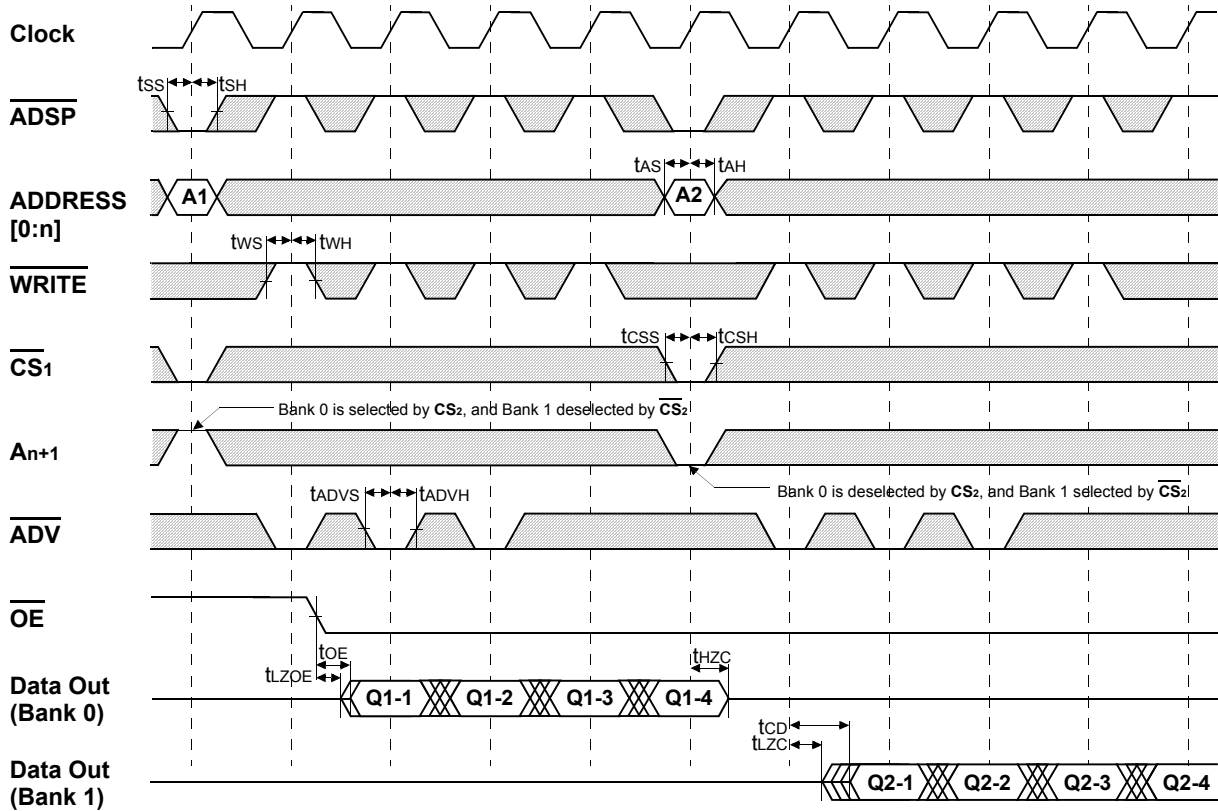 Clock
tSS tSH
ADSP
tAS tAH
ADDRESS
[0:n]
A1 A2
tWS tWH
WRITE
tCSS tCSH
CS1
Bank 0 is selected by CS2, and Bank 1 deselected by CS2
An+1
Bank 0 is deselected by CS2, and Bank 1 selected by CS2
tADVS tADVH
ADV
OE
tOE
tLZOE
tHZC
Data Out
(Bank 0)
Q1-1 Q1-2 Q1-3 Q1-4
tCD
tLZC
Data Out
(Bank 1)
Q2-1 Q2-2 Q2-3 Q2-4